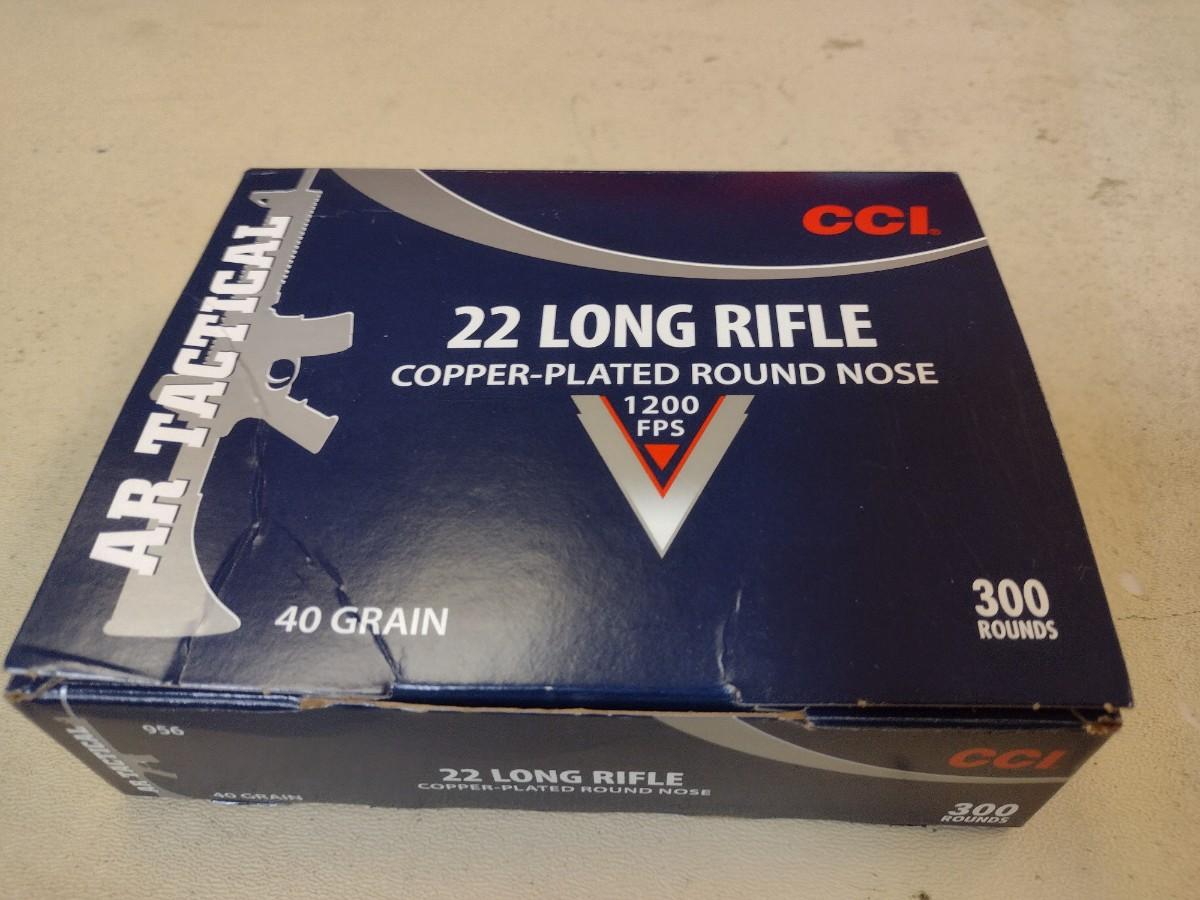 CCI®
AR TACTICAL
22 LONG RIFLE
COPPER-PLATED ROUND NOSE
1200
FPS
40 GRAIN
300
ROUNDS
956
AR TACTICAL
CCI
22 LONG RIFLE
COPPER-PLATED ROUND NOSE
40 GRAIN
300
ROUNDS